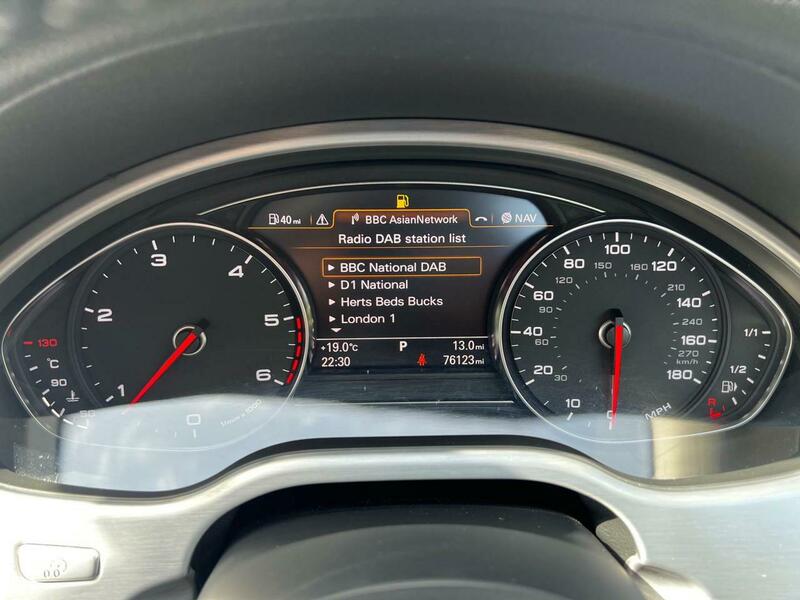 40 mi BBC AsianNetwork NAV
Radio DAB station list
BBC National DAB
D1 National
Herts Beds Bucks
London 1
+19.0°c P 13.0 mi
22:30 76123 mi
0
1
2
3
4
5
6
1/min x 1000
130
°C
90
50
0
10
20
40
60
80
100
120
140
160
180
MPH
30
60
90
120
150
180
210
240
270
km/h
1/1
1/2
R